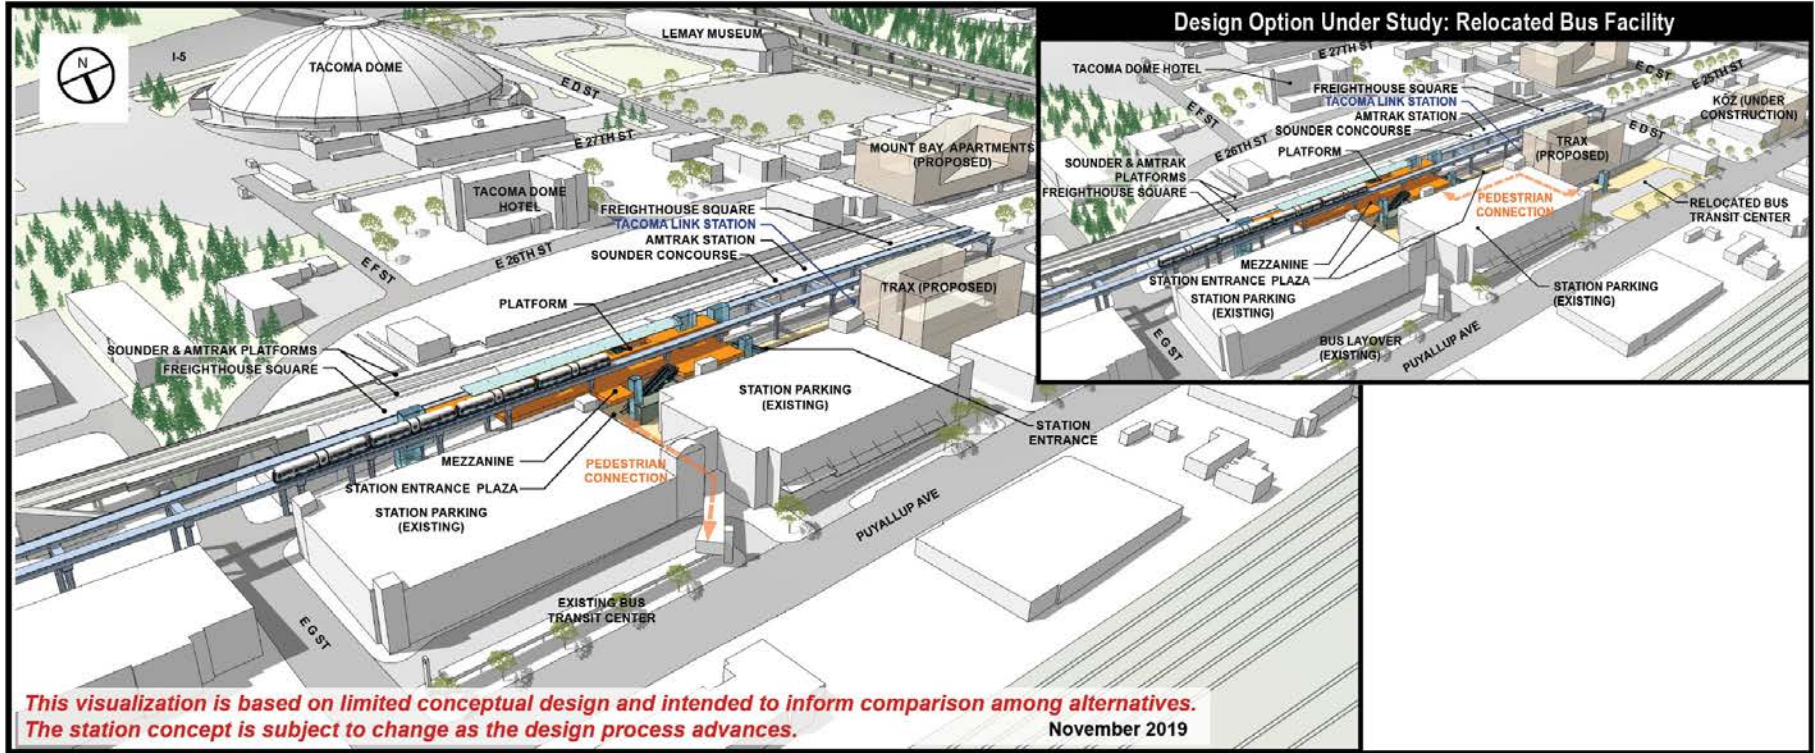 N
I-5
TACOMA DOME
LEMAY MUSEUM
E D ST
E 27TH ST
MOUNT BAY APARTMENTS
(PROPOSED)
TACOMA DOME
HOTEL
FREIGHTHOUSE SQUARE
TACOMA LINK STATION
AMTRAK STATION
SOUNDER CONCOURSE
E 26TH ST
E F ST
TRAX (PROPOSED)
PLATFORM
SOUNDER & AMTRAK PLATFORMS
FREIGHTHOUSE SQUARE
STATION PARKING
(EXISTING)
STATION
ENTRANCE
MEZZANINE
PEDESTRIAN
CONNECTION
STATION ENTRANCE PLAZA
STATION PARKING
(EXISTING)
PUYALLUP AVE
EXISTING BUS
TRANSIT CENTER
E G ST
This visualization is based on limited conceptual design and intended to inform comparison among alternatives.
The station concept is subject to change as the design process advances.
November 2019
Design Option Under Study: Relocated Bus Facility
E 27TH ST
TACOMA DOME HOTEL
E C ST
E 25TH ST
FREIGHTHOUSE SQUARE
TACOMA LINK STATION
AMTRAK STATION
SOUNDER CONCOURSE
KOZ (UNDER
CONSTRUCTION)
E F ST
E D ST
E 26TH ST
PLATFORM
TRAX
(PROPOSED)
SOUNDER & AMTRAK
PLATFORMS
FREIGHTHOUSE SQUARE
PEDESTRIAN
CONNECTION
RELOCATED BUS
TRANSIT CENTER
MEZZANINE
STATION ENTRANCE PLAZA
STATION PARKING
(EXISTING)
STATION PARKING
(EXISTING)
E G ST
BUS LAYOVER
(EXISTING)
PUYALLUP AVE